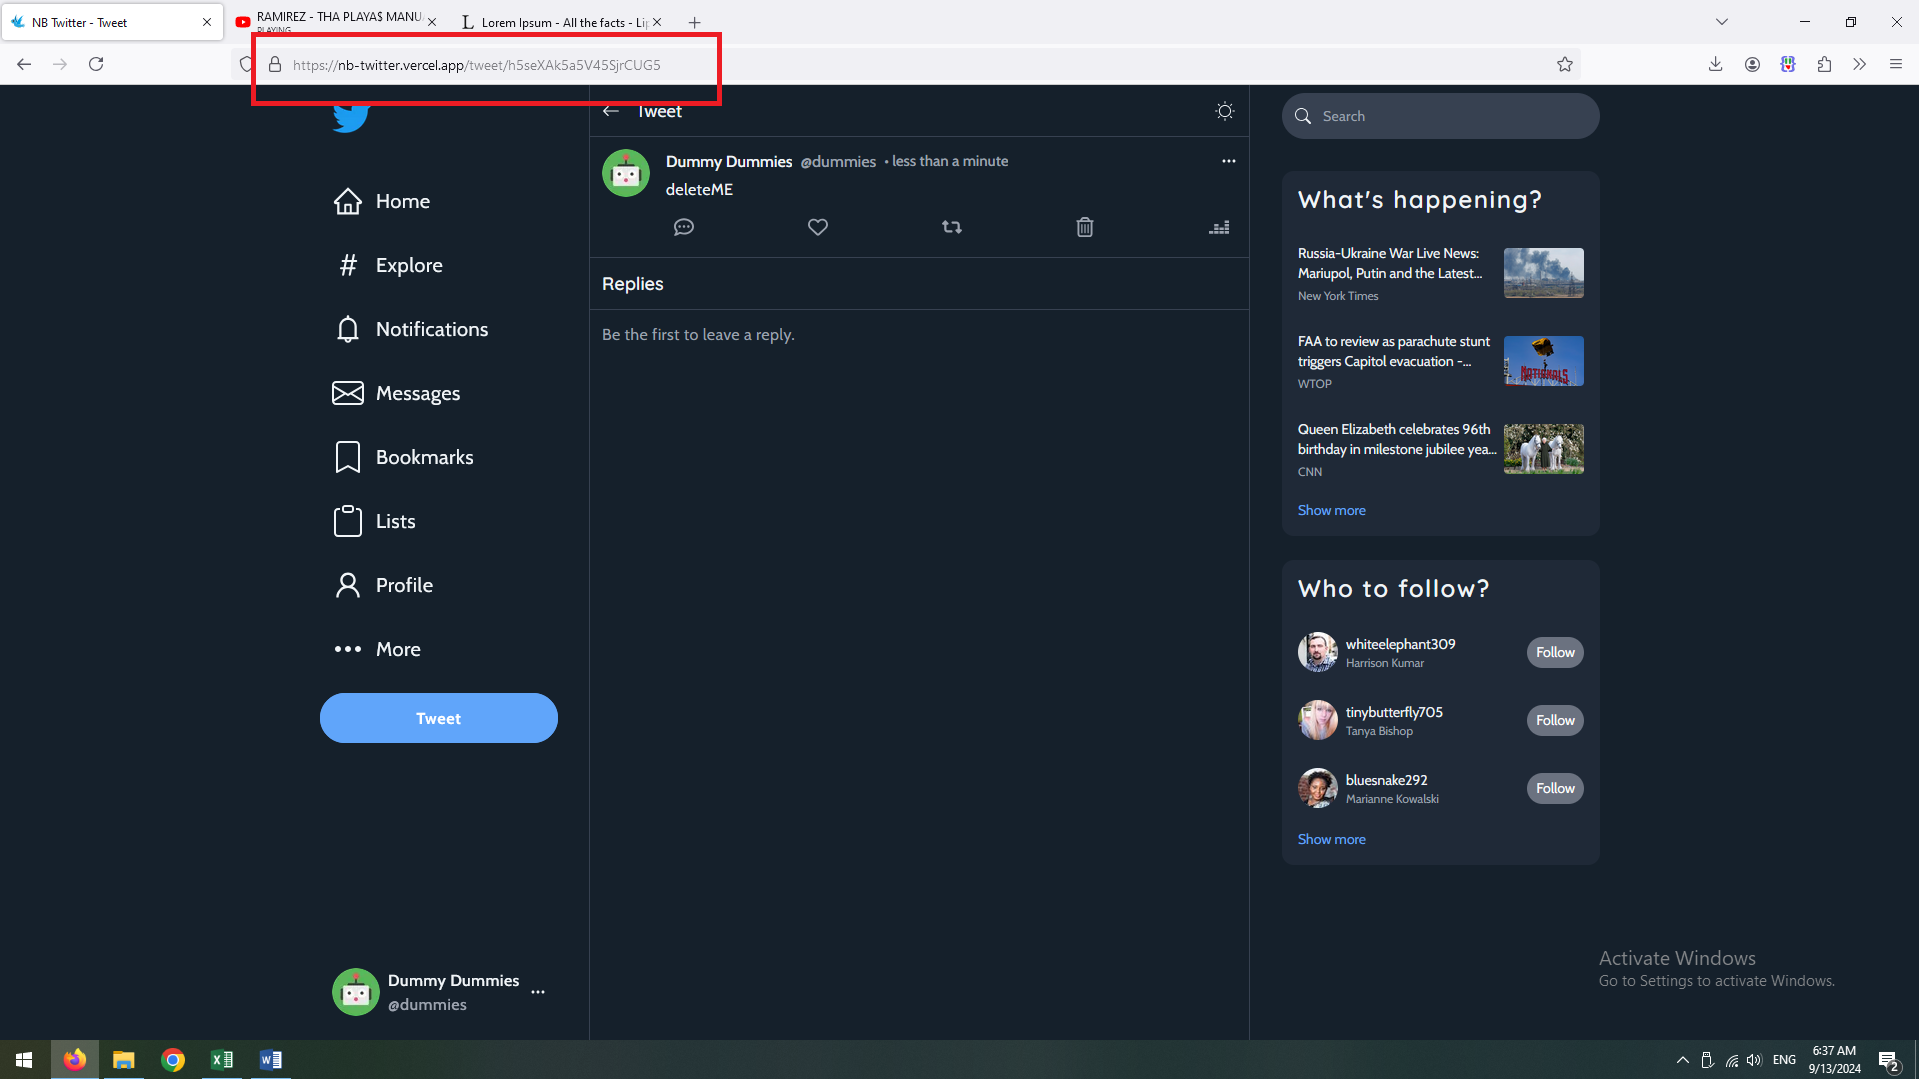 NB Twitter - Tweet
RAMIREZ - THA PLAYA$ MANU
PLAYING
Lorem Ipsum - All the facts - Lip
https://nb-twitter.vercel.app/tweet/h5seXAk5a5V45SjrCUG5
Tweet
Search
Dummy Dummies @dummies • less than a minute
deleteME
Replies
Be the first to leave a reply.
Home
Explore
Notifications
Messages
Bookmarks
Lists
Profile
More
Tweet
Dummy Dummies
@dummies
What's happening?
Russia-Ukraine War Live News:
Mariupol, Putin and the Latest...
New York Times
FAA to review as parachute stunt
triggers Capitol evacuation -...
WTOP
NATIONALS
Queen Elizabeth celebrates 96th
birthday in milestone jubilee yea...
CNN
Show more
Who to follow?
whiteelephant309
Harrison Kumar
Follow
tinybutterfly705
Tanya Bishop
Follow
bluesnake292
Marianne Kowalski
Follow
Show more
Activate Windows
Go to Settings to activate Windows.
ENG
6:37 AM
9/13/2024
2